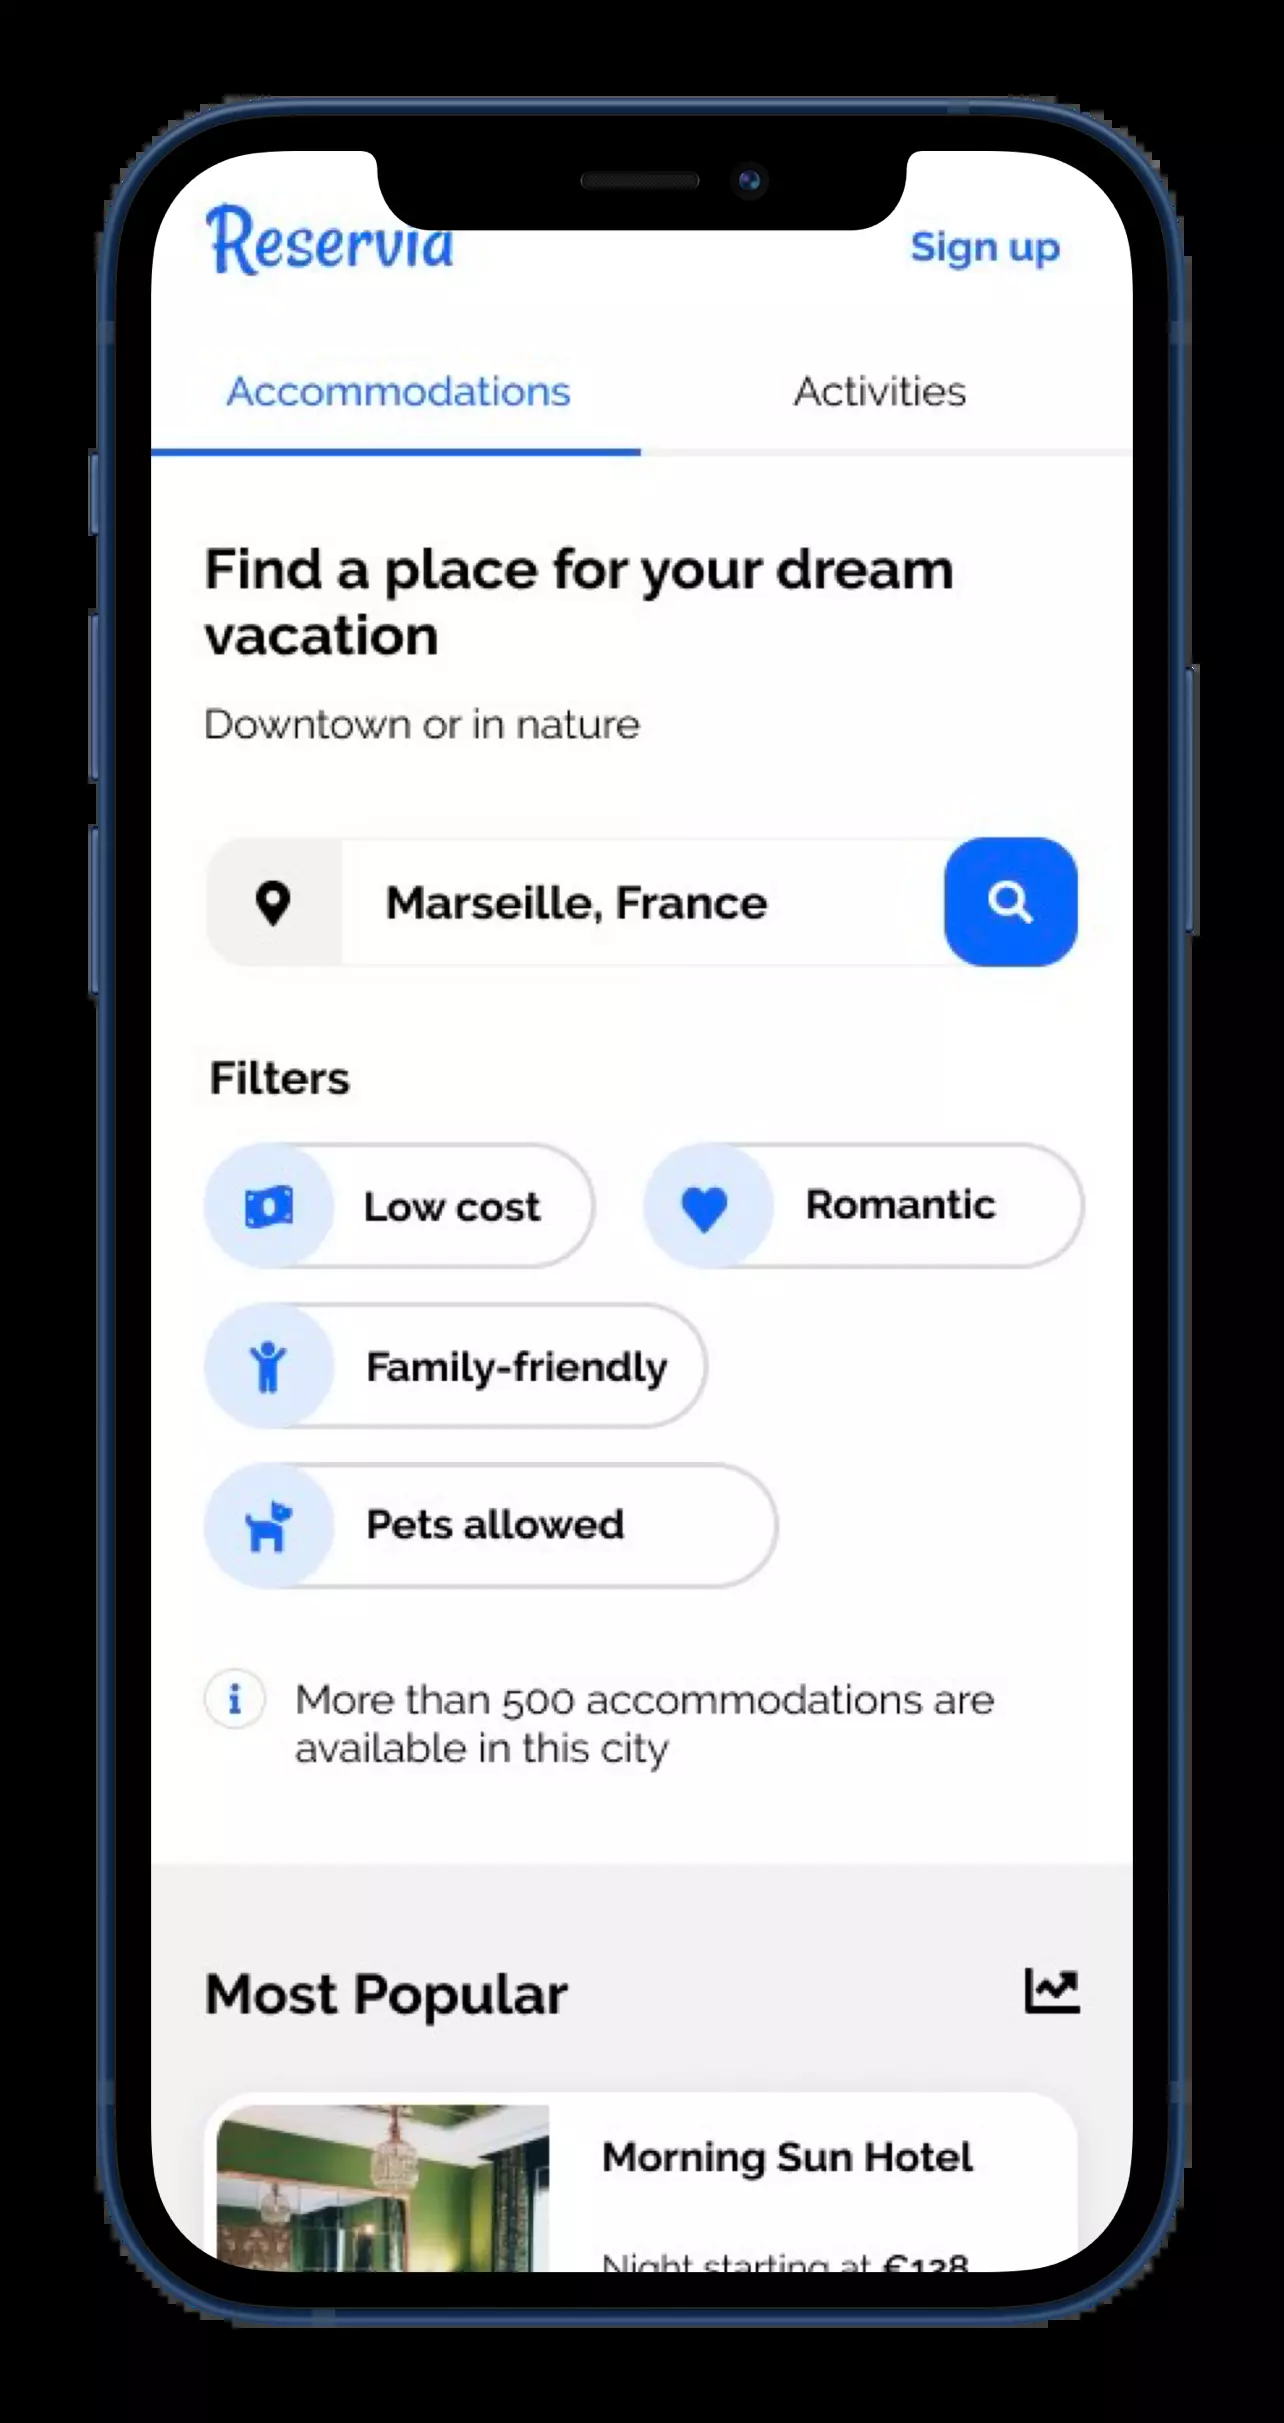 Reservia
Sign up
Accommodations
Activities
Find a place for your dream
vacation
Downtown or in nature
Marseille, France
Filters
Low cost
Romantic
Family-friendly
Pets allowed
i
More than 500 accommodations are
available in this city
Most Popular
Morning Sun Hotel
Night starting at €128